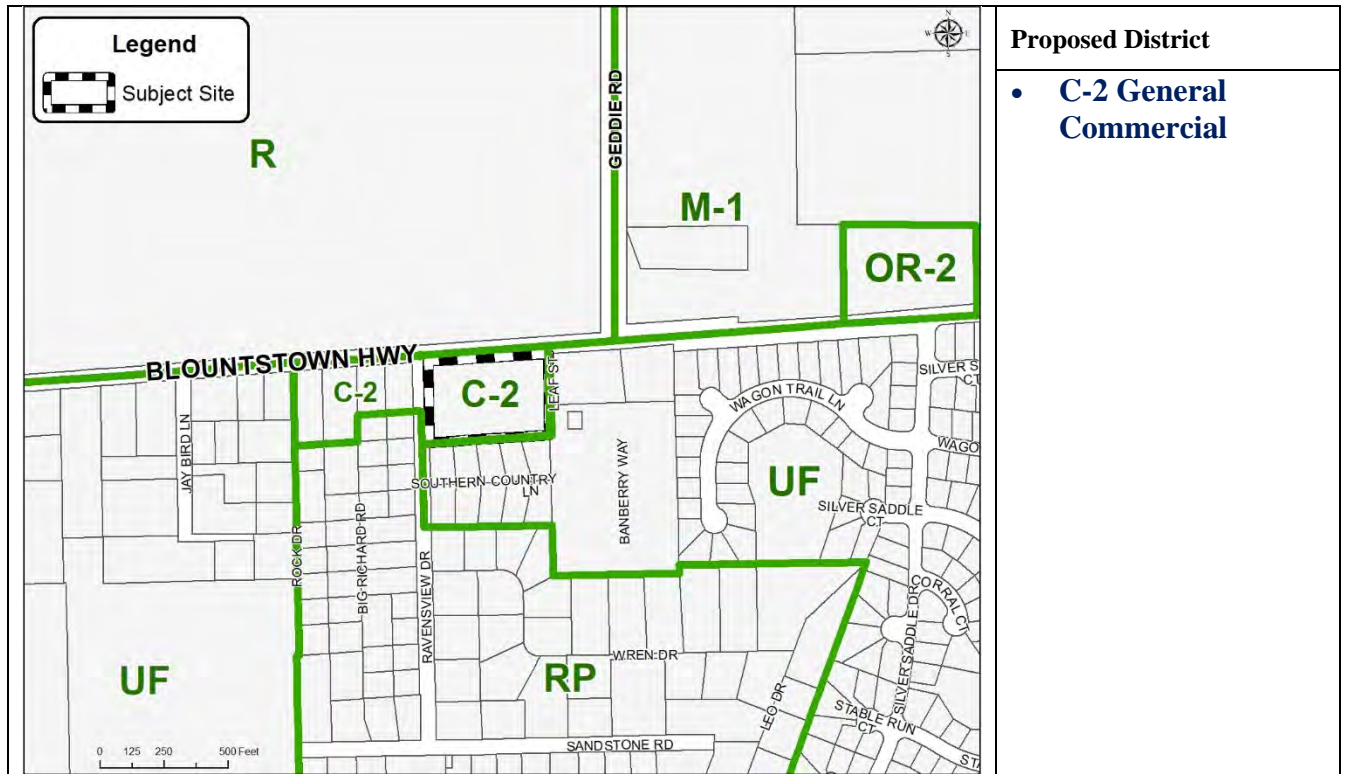 Legend
Subject Site
N
W
E
S
R
GEDDIE RD
M-1
OR-2
BLOUNTSTOWN HWY
C-2
C-2
LEAF ST
JAY BIRD LN
SILVER S
CT
WAGON TRAIL LN
WAGO
SOUTHERN COUNTRY
LN
BANBERRY WAY
UF
SILVER SADDLE
CT
ROCK DR
BIG RICHARD RD
RAVENSVIEW DR
CORRAL CT
UF
RP
WREN DR
LEO DR
SILVER SADDLE DR
STABLE RUN
CT
SANDSTONE RD
STA
0 125 250 500 Feet
Proposed District
• C-2 General
Commercial